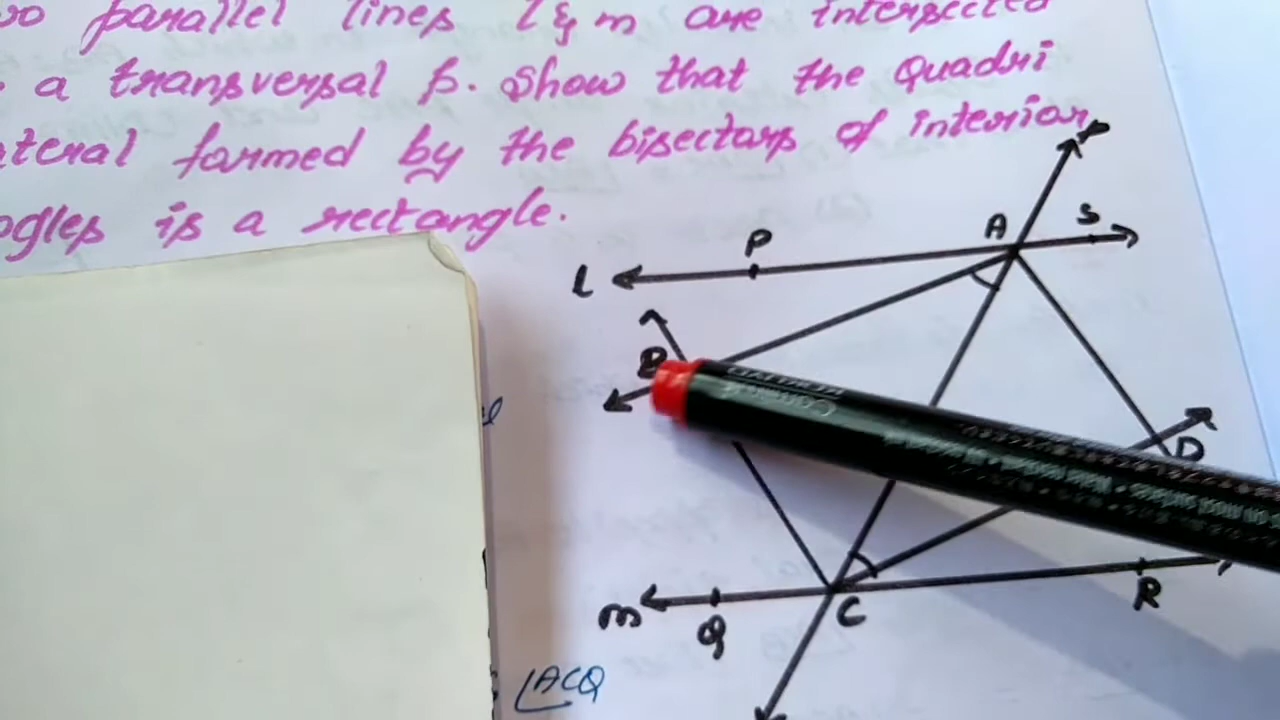 parallel lines l & m are intersected
a transversal p. Show that the Quadri
lateral formed by the bisectors of interior
is a rectangle.
p
A S
P
l
B
D
m Q C R
∠ACQ